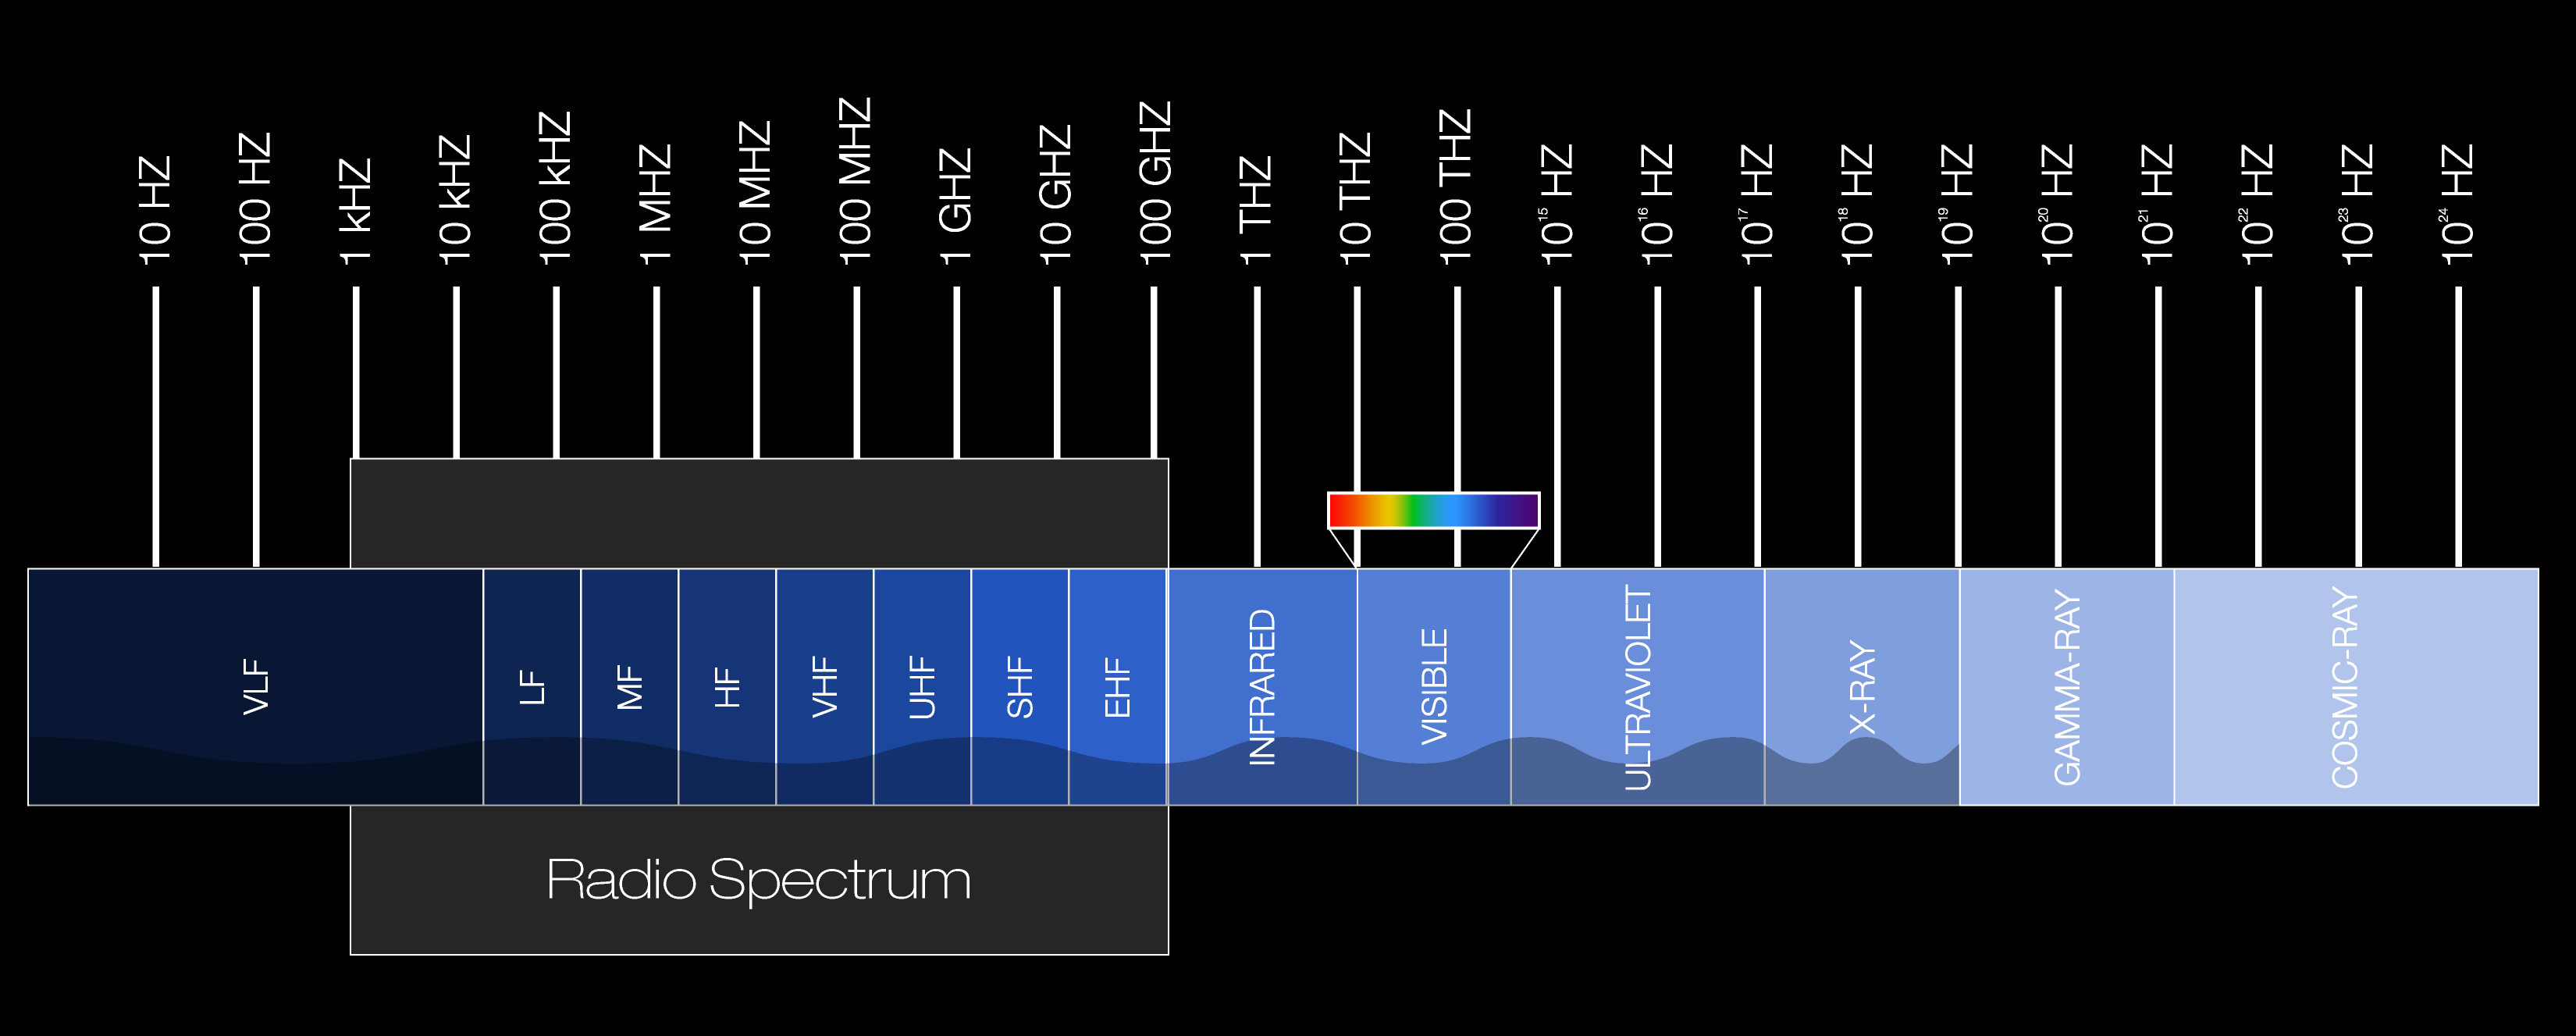 10 HZ
100 HZ
1 kHZ
10 kHZ
100 kHZ
1 MHZ
10 MHZ
100 MHZ
1 GHZ
10 GHZ
100 GHZ
1 THZ
10 THZ
100 THZ
10¹⁵ HZ
10¹⁶ HZ
10¹⁷ HZ
10¹⁸ HZ
10¹⁹ HZ
10²⁰ HZ
10²¹ HZ
10²² HZ
10²³ HZ
10²⁴ HZ
VLF
LF
MF
HF
VHF
UHF
SHF
EHF
INFRARED
VISIBLE
ULTRAVIOLET
X-RAY
GAMMA-RAY
COSMIC-RAY
Radio Spectrum